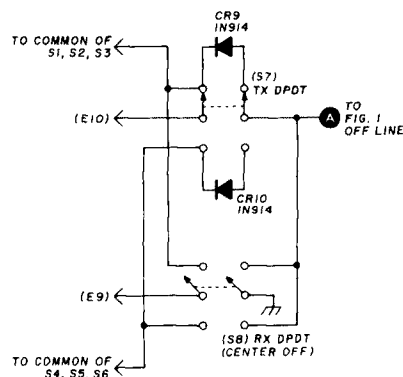 CR9
IN914
TO COMMON OF
S1, S2, S3
(S7)
TX DPDT
(E10)
A
TO
FIG. 1
OFF LINE
CR10
IN914
(E9)
(S8) RX DPDT
(CENTER OFF)
TO COMMON OF
S4, S5, S6